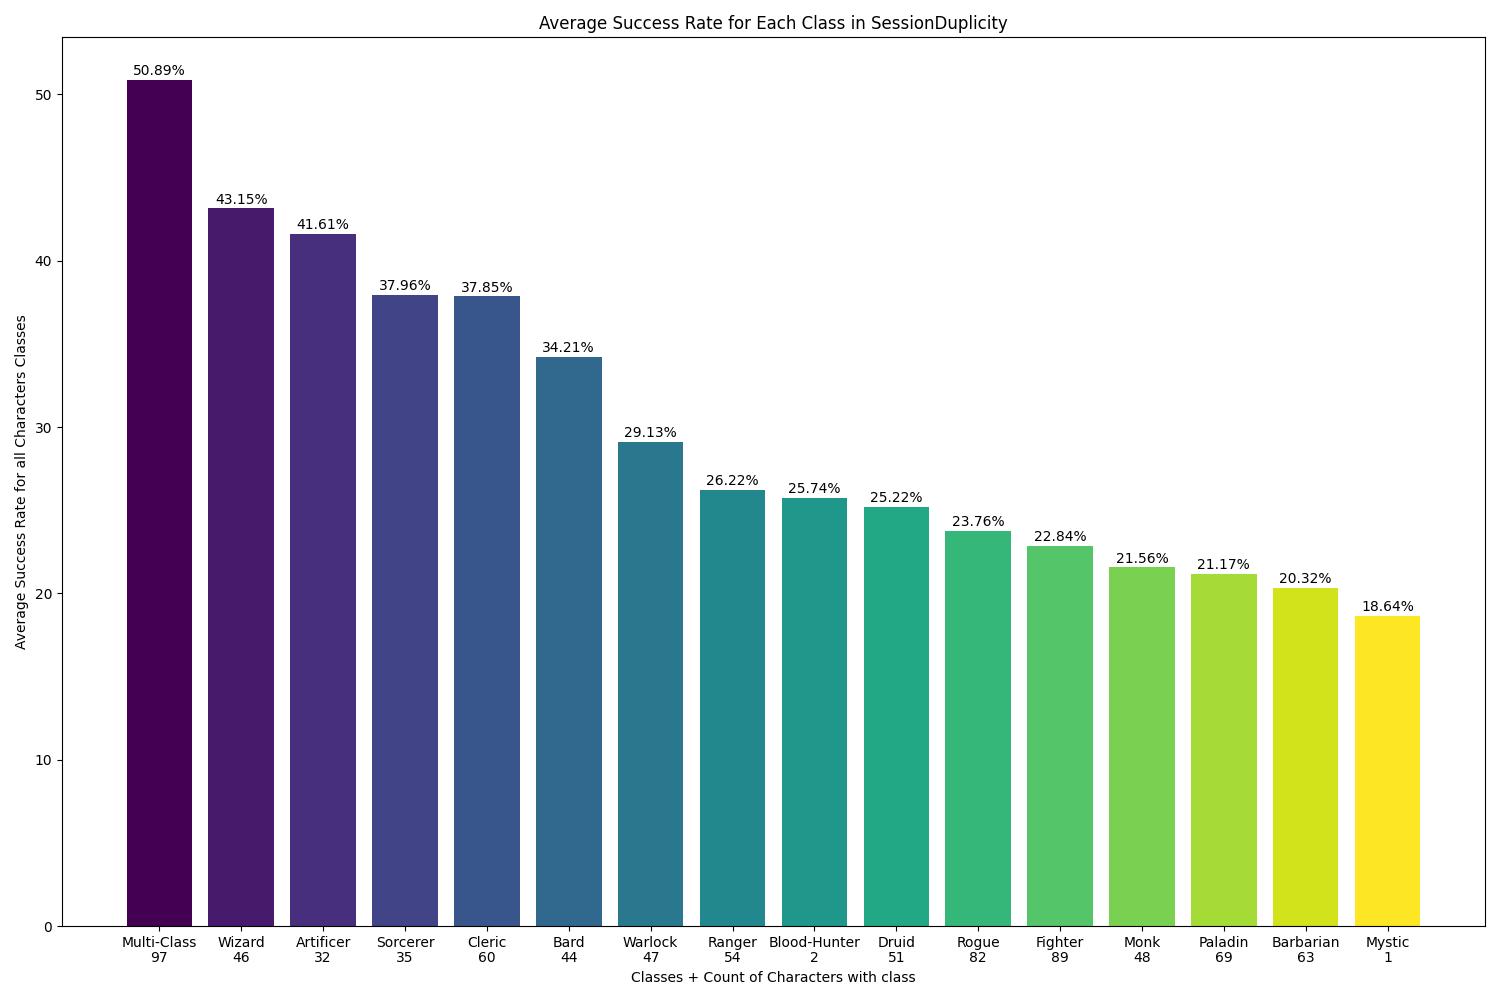 Average Success Rate for Each Class in SessionDuplicity
Average Success Rate for all Characters Classes
50
40
30
20
10
0
50.89%
43.15%
41.61%
37.96%
37.85%
34.21%
29.13%
26.22%
25.74%
25.22%
23.76%
22.84%
21.56%
21.17%
20.32%
18.64%
Multi-Class
97
Wizard
46
Artificer
32
Sorcerer
35
Cleric
60
Bard
44
Warlock
47
Ranger
54
Blood-Hunter
2
Druid
51
Rogue
82
Fighter
89
Monk
48
Paladin
69
Barbarian
63
Mystic
1
Classes + Count of Characters with class